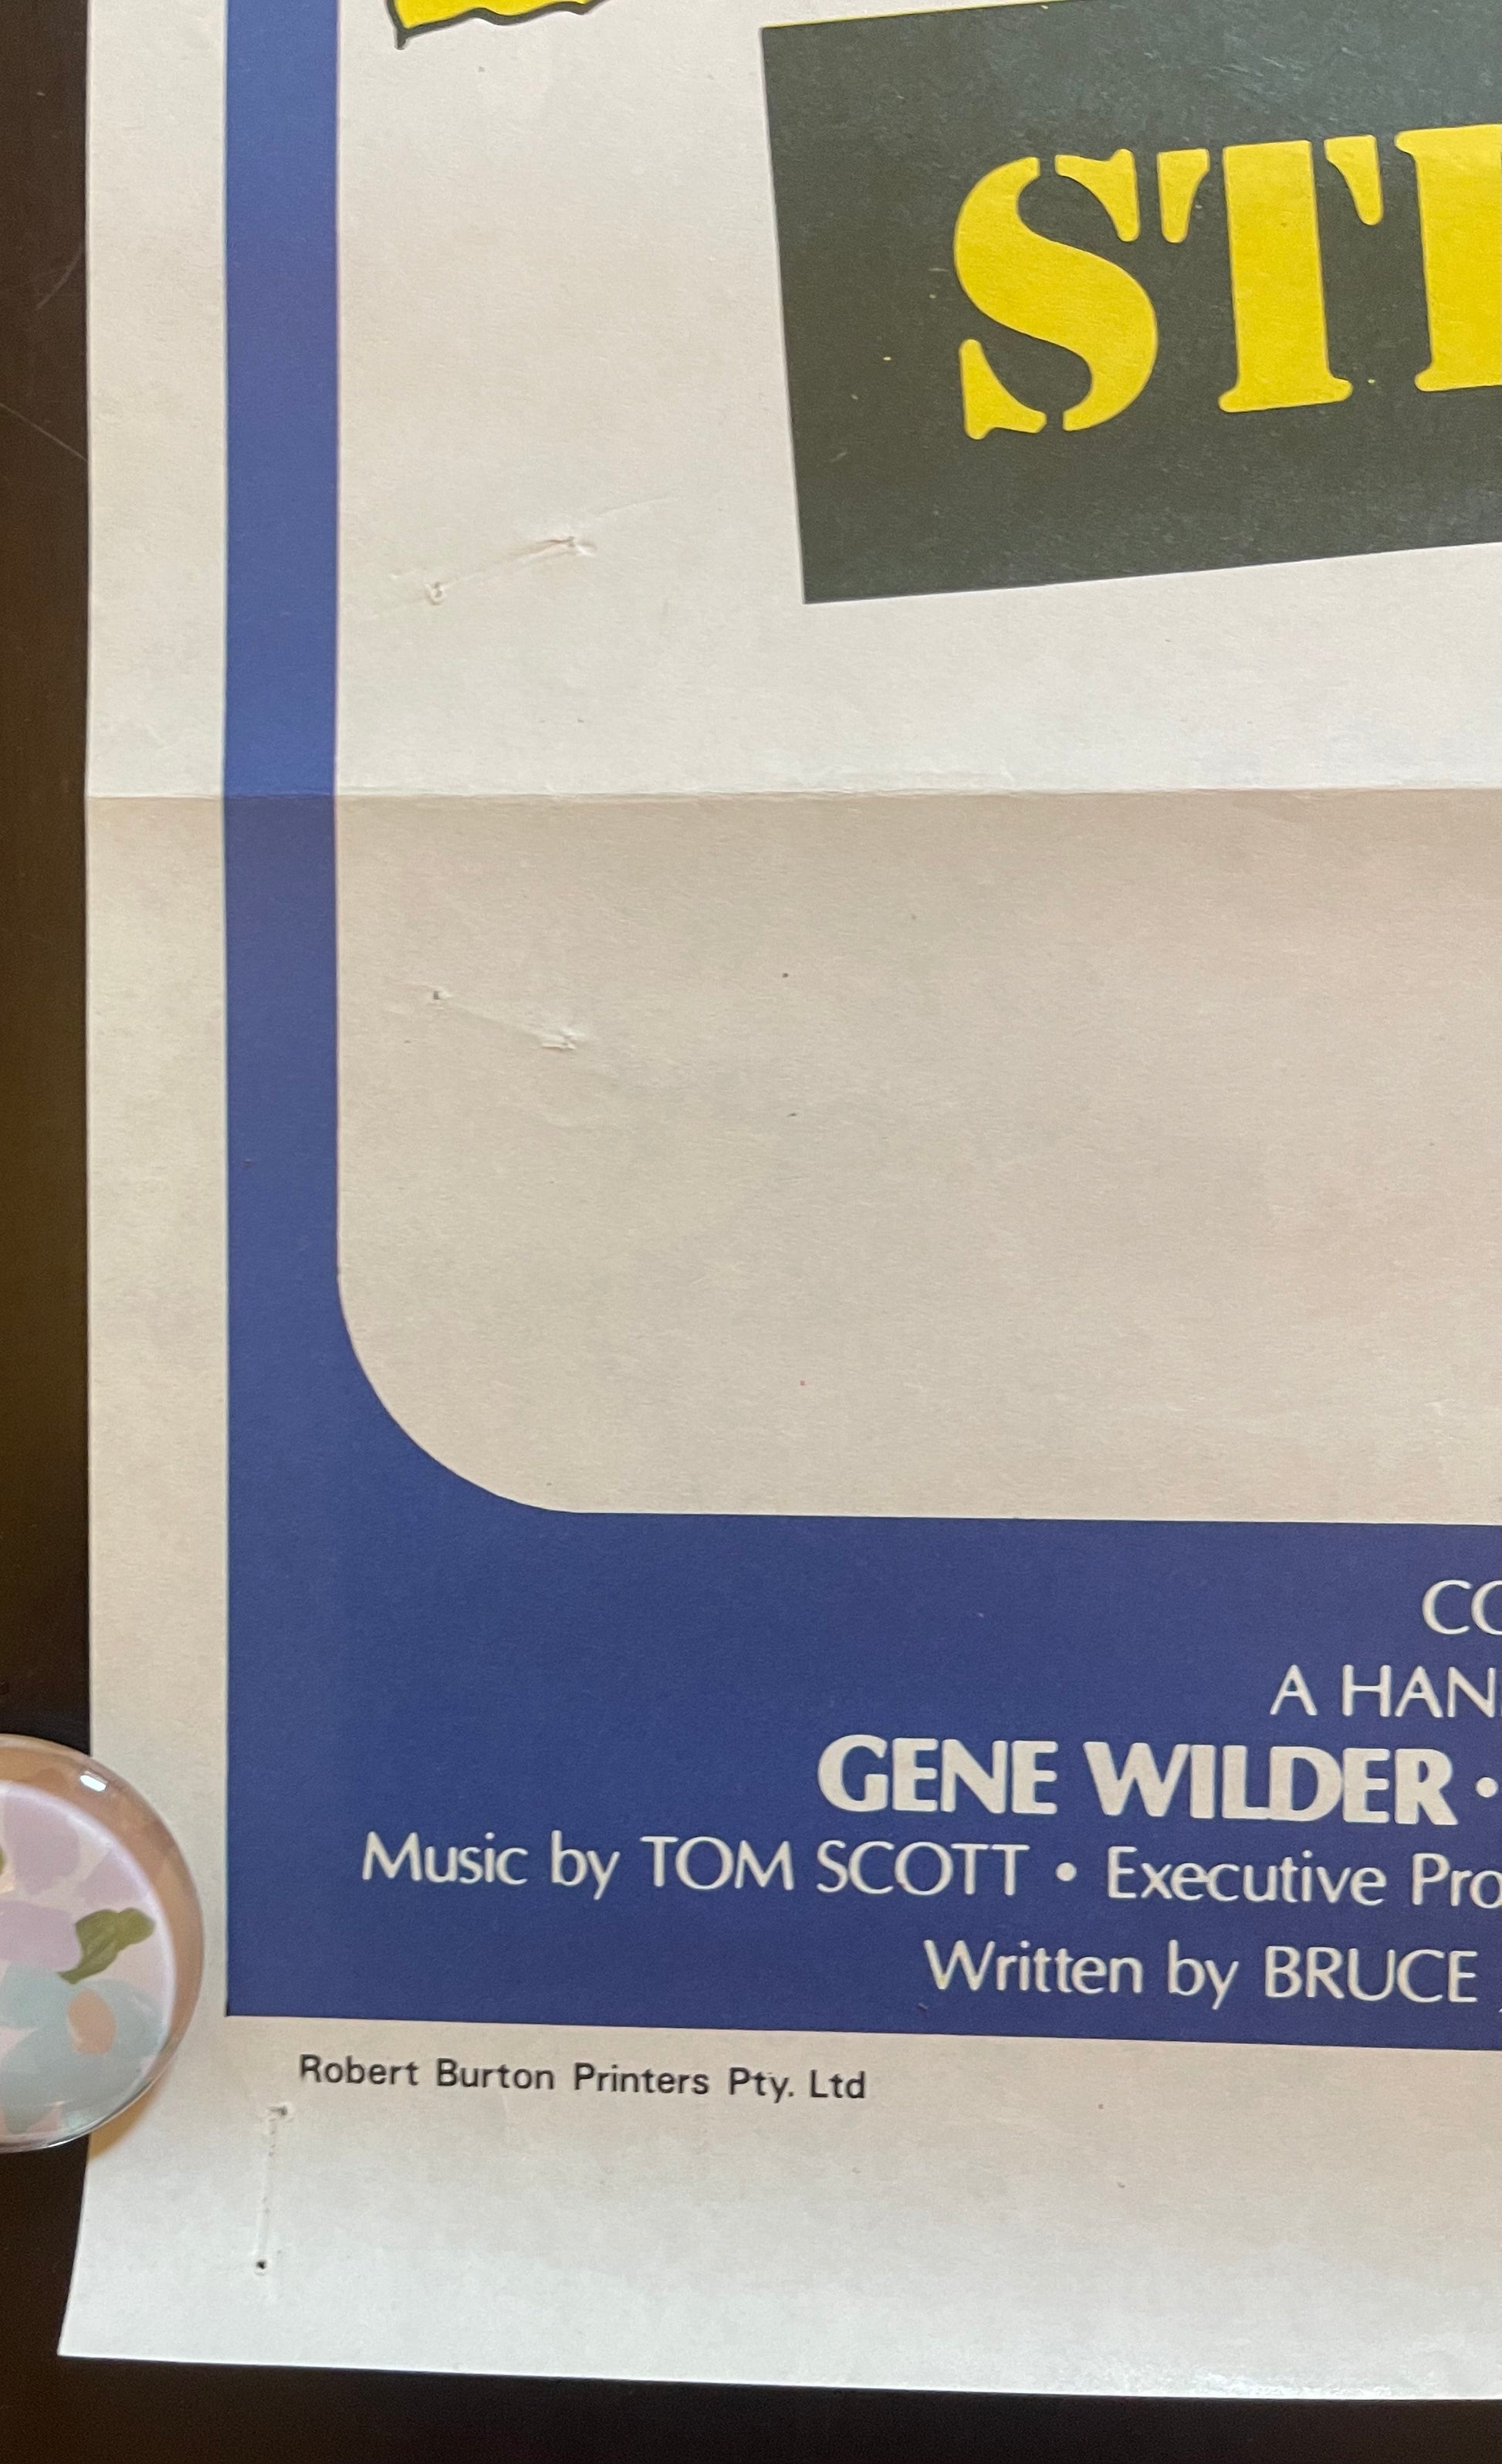 ST
CO
A HAN
GENE WILDER •
Music by TOM SCOTT • Executive Pro
Written by BRUCE
Robert Burton Printers Pty. Ltd